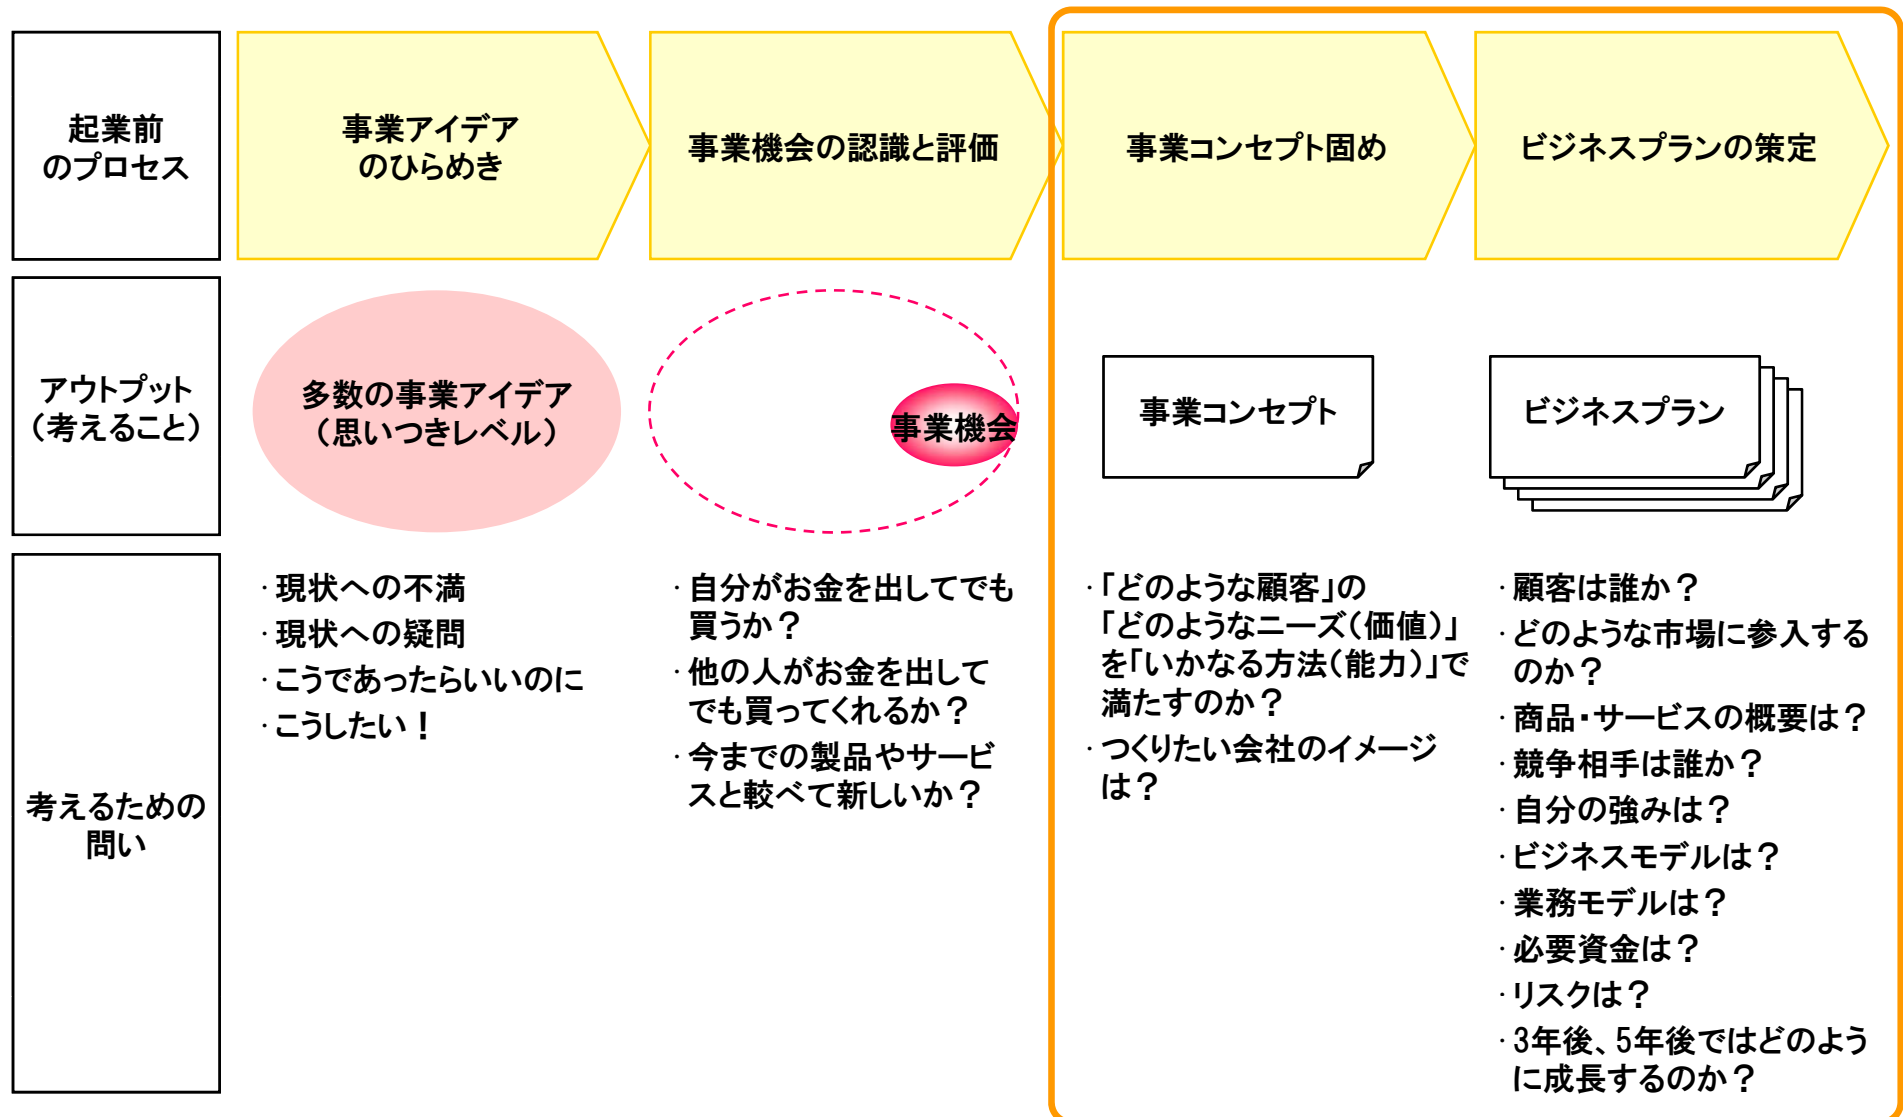 起業前
のプロセス
事業アイデア
のひらめき
事業機会の認識と評価
事業コンセプト固め
ビジネスプランの策定
アウトプット
（考えること）
多数の事業アイデア
（思いつきレベル）
事業機会
事業コンセプト
ビジネスプラン
考えるための
問い
・現状への不満
・現状への疑問
・こうであったらいいのに
・こうしたい！
・自分がお金を出してでも
買うか？
・他の人がお金を出して
でも買ってくれるか？
・今までの製品やサービ
スと較べて新しいか？
・「どのような顧客」の
「どのようなニーズ（価値）」
を「いかなる方法（能力）」で
満たすのか？
・つくりたい会社のイメージ
は？
・顧客は誰か？
・どのような市場に参入する
のか？
・商品・サービスの概要は？
・競争相手は誰か？
・自分の強みは？
・ビジネスモデルは？
・業務モデルは？
・必要資金は？
・リスクは？
・3年後、5年後ではどのよう
に成長するのか？